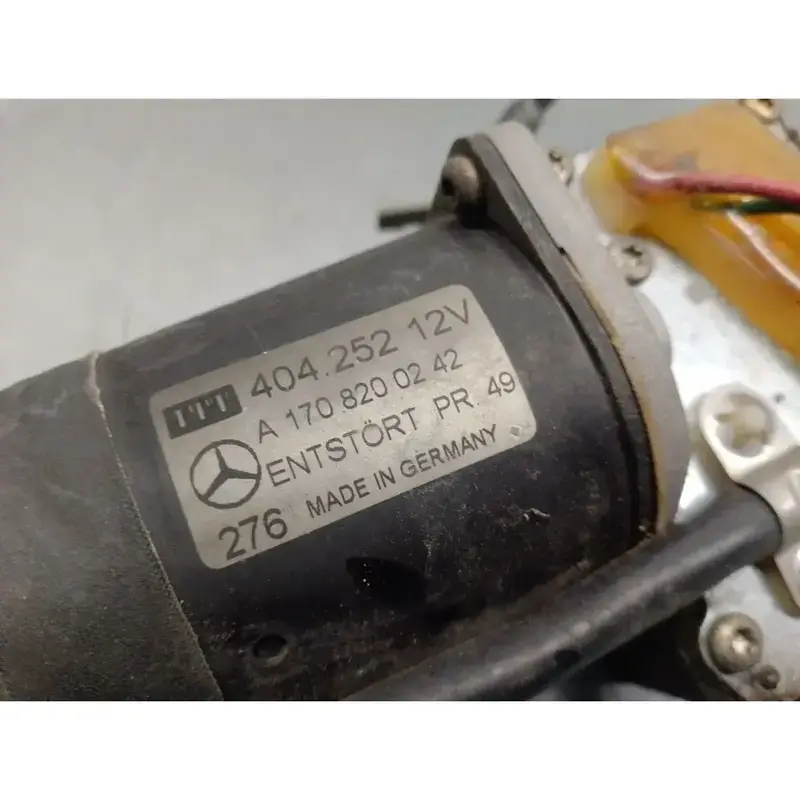 ITT 404.252 12V
A 170 820 02 42
ENTSTÖRT PR 49
276 MADE IN GERMANY